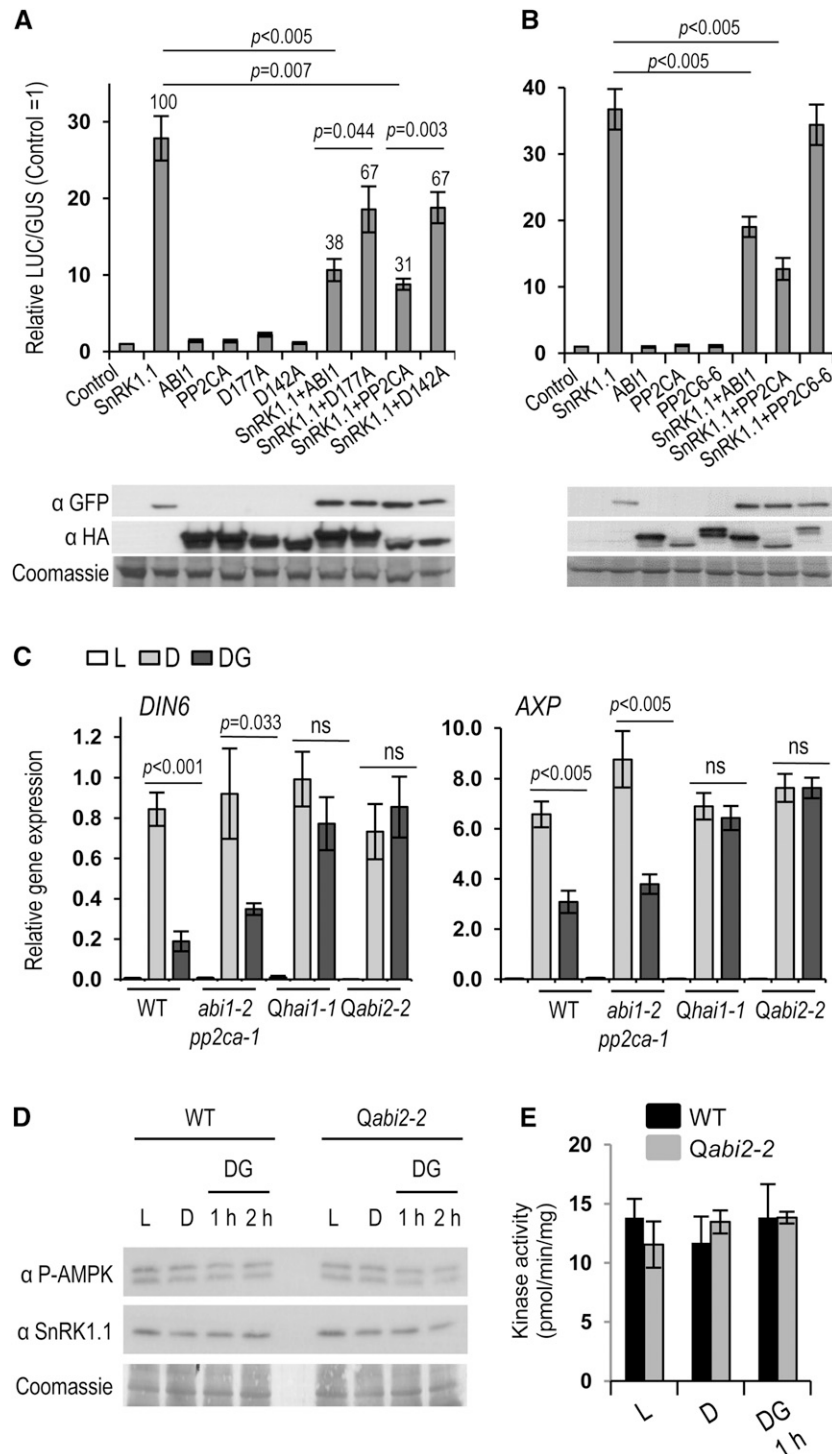 A
p<0.005
p=0.007
Relative LUC/GUS (Control =1)
30
20
10
0
100
p=0.044
p=0.003
38
67
31
67
Control
SnRK1.1
ABI1
PP2CA
D177A
D142A
SnRK1.1+ABI1
SnRK1.1+D177A
SnRK1.1+PP2CA
SnRK1.1+D142A
α GFP
α HA
Coomassie
B
p<0.005
p<0.005
40
30
20
10
0
Control
SnRK1.1
ABI1
PP2CA
PP2C6-6
SnRK1.1+ABI1
SnRK1.1+PP2CA
SnRK1.1+PP2C6-6
C
L D DG
Relative gene expression
DIN6
1.2
1.0
0.8
0.6
0.4
0.2
0.0
p<0.001
p=0.033
ns
ns
WT
abi1-2
pp2ca-1
Qhai1-1
Qabi2-2
AXP
10.0
8.0
6.0
4.0
2.0
0.0
p<0.005
p<0.005
ns
ns
WT
abi1-2
pp2ca-1
Qhai1-1
Qabi2-2
D
WT
Qabi2-2
DG
DG
L D 1 h 2 h
L D 1 h 2 h
α P-AMPK
α SnRK1.1
Coomassie
E
WT
Qabi2-2
Kinase activity
(pmol/min/mg)
20
15
10
5
0
L
D
DG
1 h